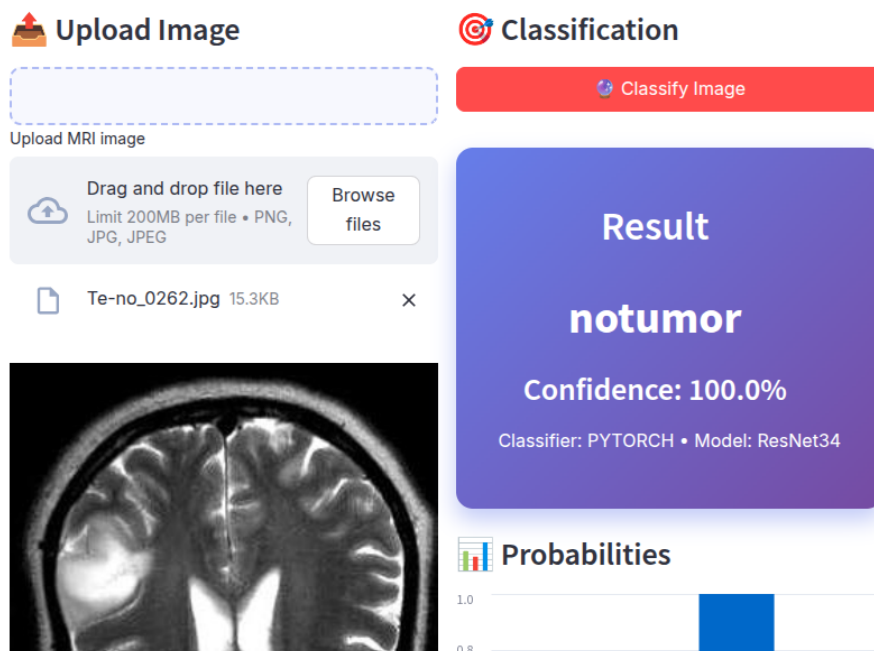 Upload Image
Upload MRI image
Drag and drop file here
Limit 200MB per file • PNG,
JPG, JPEG
Browse
files
Te-no_0262.jpg 15.3KB
Classification
Classify Image
Result
notumor
Confidence: 100.0%
Classifier: PYTORCH • Model: ResNet34
Probabilities
1.0
0.8